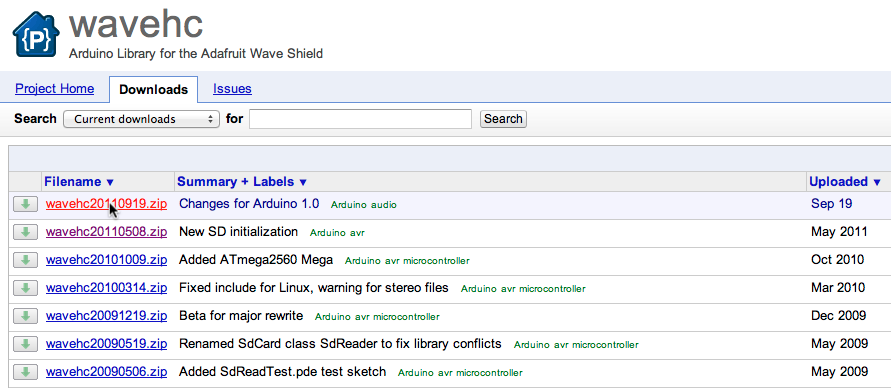 {P}
wavehc
Arduino Library for the Adafruit Wave Shield
Project Home Downloads Issues
Search Current downloads for Search
Filename ▼ Summary + Labels ▼ Uploaded ▼
wavehc20110919.zip Changes for Arduino 1.0 Arduino audio Sep 19
wavehc20110508.zip New SD initialization Arduino avr May 2011
wavehc20101009.zip Added ATmega2560 Mega Arduino avr microcontroller Oct 2010
wavehc20100314.zip Fixed include for Linux, warning for stereo files Arduino avr microcontroller Mar 2010
wavehc20091219.zip Beta for major rewrite Arduino avr microcontroller Dec 2009
wavehc20090519.zip Renamed SdCard class SdReader to fix library conflicts Arduino avr microcontroller May 2009
wavehc20090506.zip Added SdReadTest.pde test sketch Arduino avr microcontroller May 2009